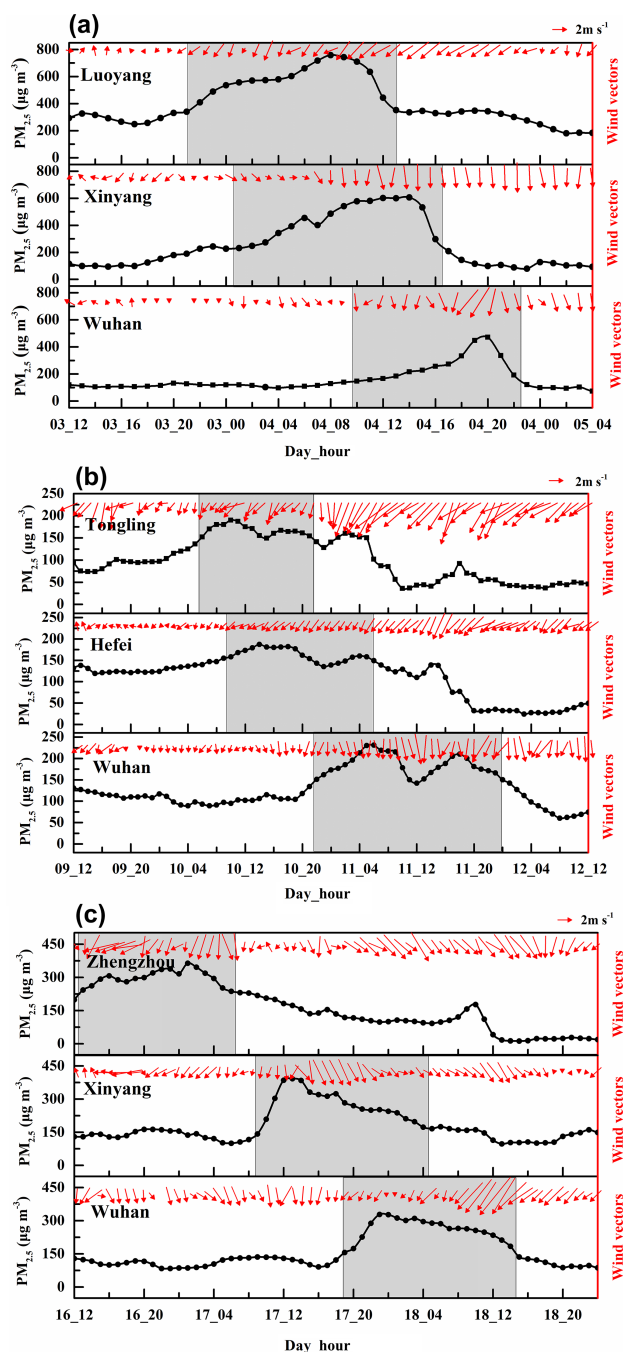 (a)
2m s-1
Luoyang
800
600
400
200
0
PM2.5 (μg m-3)
Wind vectors
Xinyang
800
600
400
200
0
PM2.5 (μg m-3)
Wind vectors
Wuhan
800
600
400
200
0
PM2.5 (μg m-3)
Wind vectors
03_12 03_16 03_20 03_00 04_04 04_08 04_12 04_16 04_20 04_00 05_04
Day_hour
(b)
2m s-1
Tongling
250
200
150
100
50
0
PM2.5 (μg m-3)
Wind vectors
Hefei
250
200
150
100
50
0
PM2.5 (μg m-3)
Wind vectors
Wuhan
250
200
150
100
50
0
PM2.5 (μg m-3)
Wind vectors
09_12 09_20 10_04 10_12 10_20 11_04 11_12 11_20 12_04 12_12
Day_hour
(c)
2m s-1
Zhengzhou
450
300
150
0
PM2.5 (μg m-3)
Wind vectors
Xinyang
450
300
150
0
PM2.5 (μg m-3)
Wind vectors
Wuhan
450
300
150
0
PM2.5 (μg m-3)
Wind vectors
16_12 16_20 17_04 17_12 17_20 18_04 18_12 18_20
Day_hour